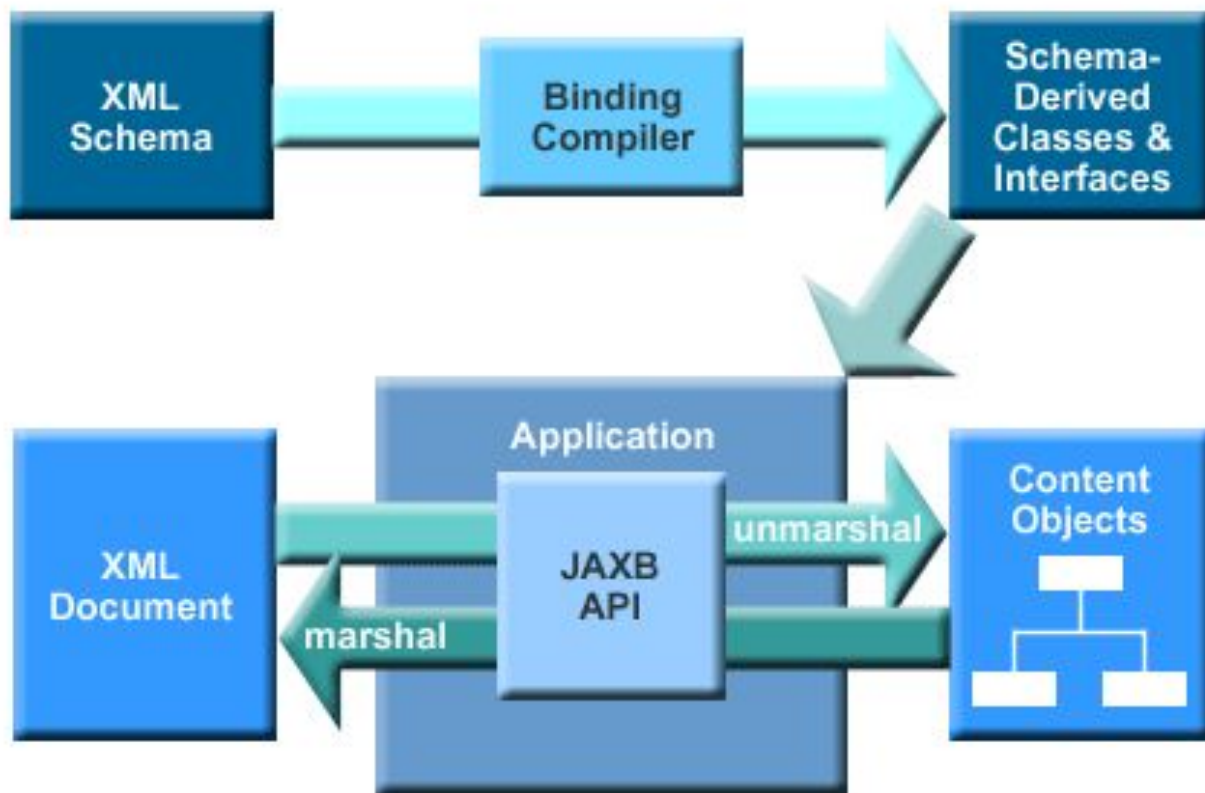 XML
Schema
Binding
Compiler
Schema-
Derived
Classes &
Interfaces
Application
XML
Document
JAXB
API
unmarshal
marshal
Content
Objects